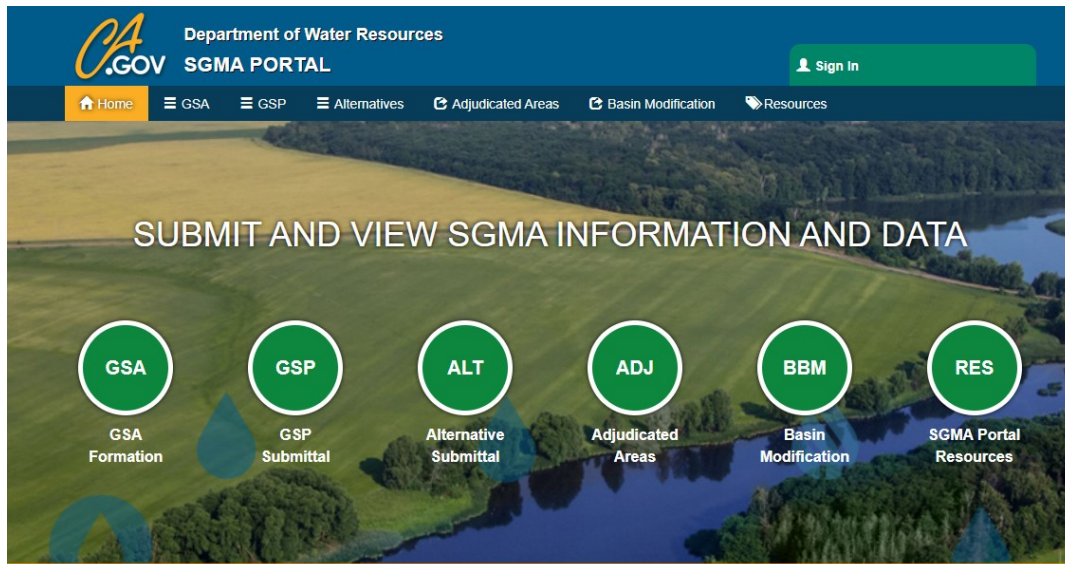 CA
.GOV
Department of Water Resources
SGMA PORTAL
Sign In
Home GSA GSP Alternatives Adjudicated Areas Basin Modification Resources
SUBMIT AND VIEW SGMA INFORMATION AND DATA
GSA GSP ALT ADJ BBM RES
GSA GSP Alternative Adjudicated Basin SGMA Portal
Formation Submittal Submittal Areas Modification Resources